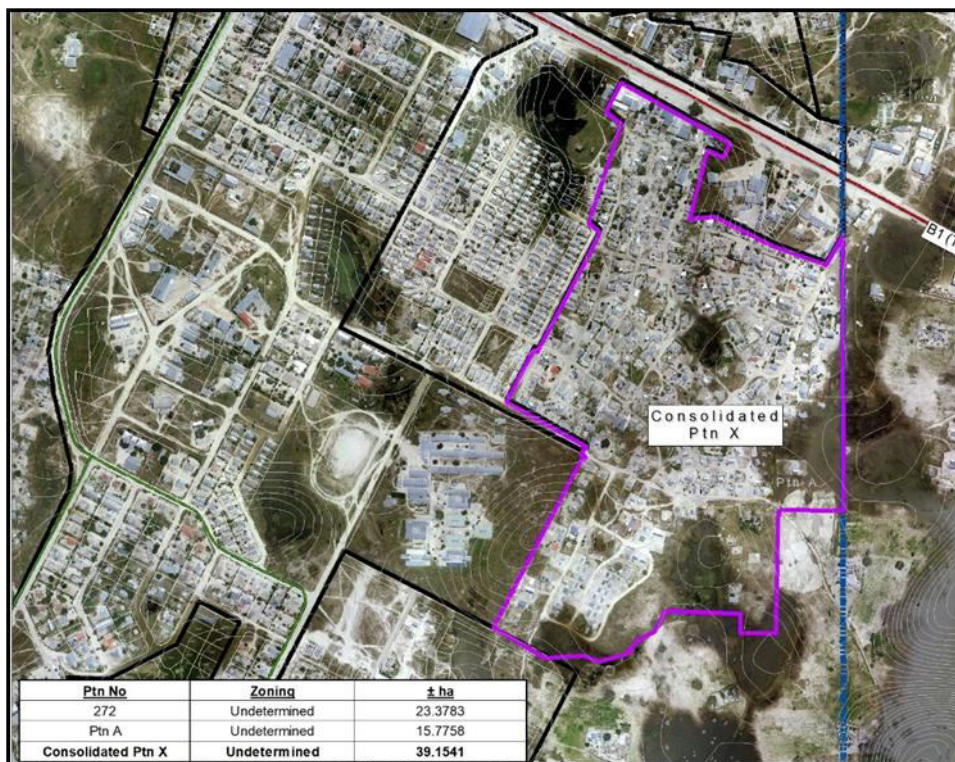 B1 (T
Consolidated
Ptn X
Ptn A
Ptn No Zoning ± ha
272 Undetermined 23.3783
Ptn A Undetermined 15.7758
Consolidated Ptn X Undetermined 39.1541